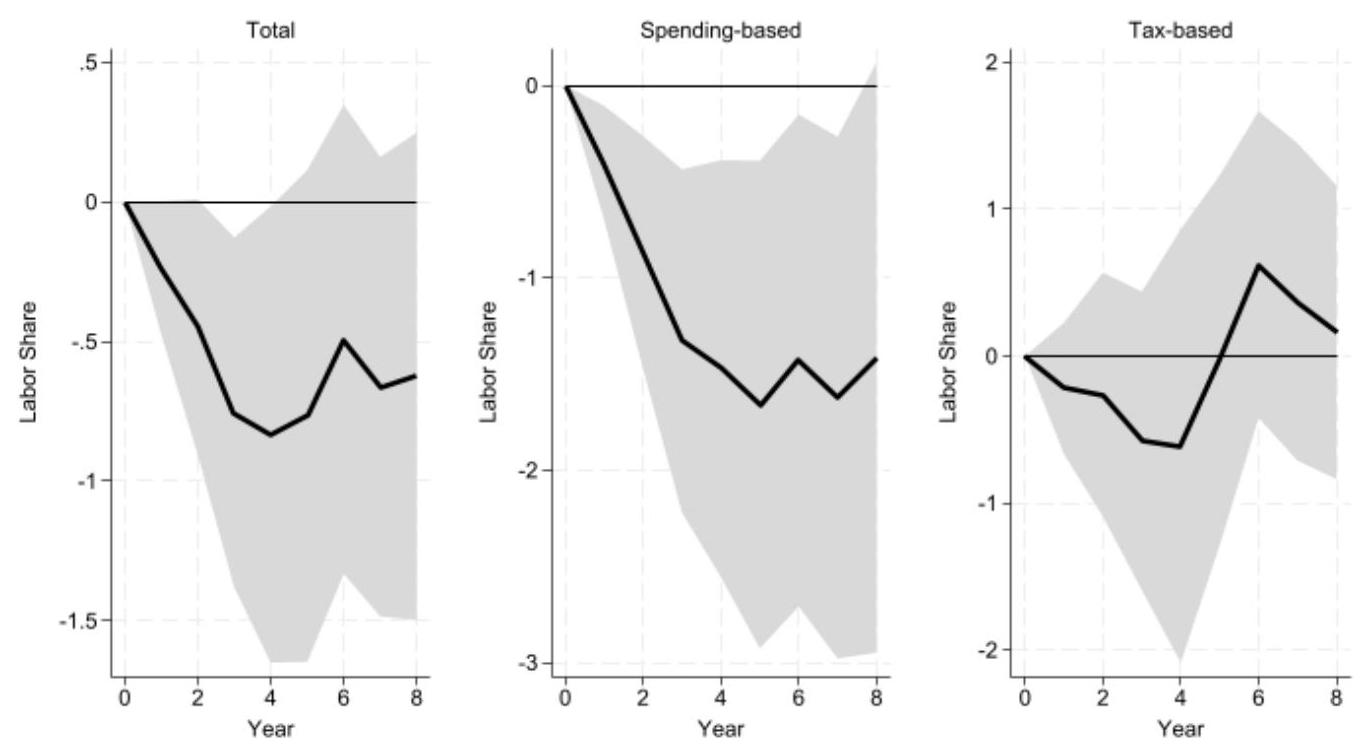 Total
.5
0
-.5
-1
-1.5
Labor Share
0 2 4 6 8
Year
Spending-based
0
-1
-2
-3
Labor Share
0 2 4 6 8
Year
Tax-based
2
1
0
-1
-2
Labor Share
0 2 4 6 8
Year